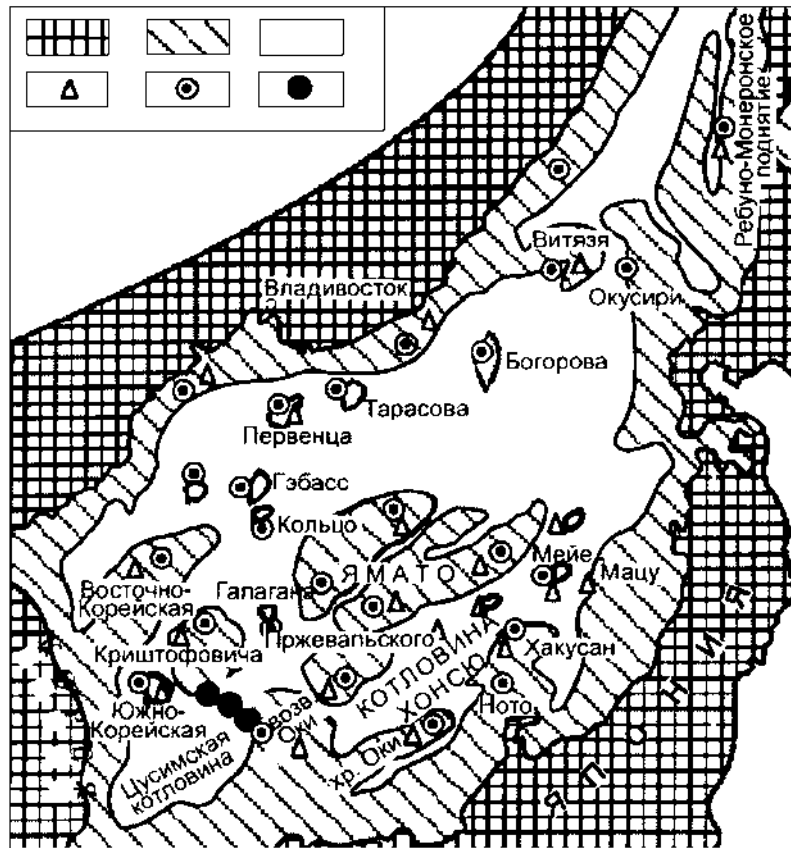 Ребуно-Монеронское
поднятие
Витязя
Окусири
Владивосток
Богорова
Тарасова
Первенца
Гэбасс
Кольцо
ЯМАТО
Мейе
Мацу
Восточно-
Корейская
Галагана
Пржевальского
Криштофовича
Хакусан
КОТЛОВИНА
ХОНСЮ
Южно-
Корейская
Ното
возв.
Оки
хр. Оки
Цусимская
котловина
ЯПОНИЯ